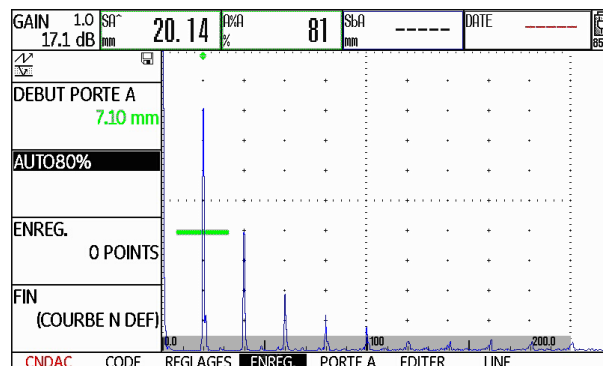 GAIN 1.0
17.1 dB
SA^
mm
20.14
A%A
%
81
SbA
mm
------
DATE
------
85
DEBUT PORTE A
7.10 mm
AUTO80%
ENREG.
0 POINTS
FIN
(COURBE N DEF)
0.0 100 200.0
CNDAC CODE REGLAGES ENREG. PORTE A EDITER LINE